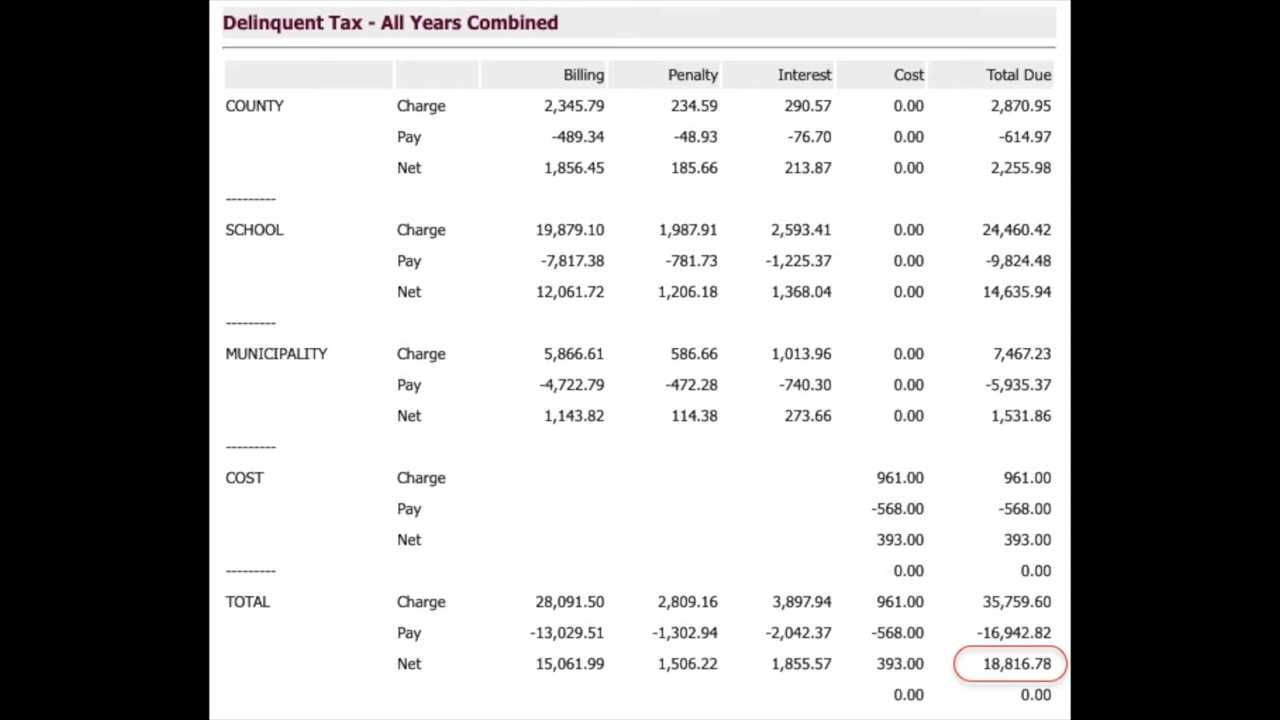 Delinquent Tax - All Years Combined
Billing Penalty Interest Cost Total Due
COUNTY Charge 2,345.79 234.59 290.57 0.00 2,870.95
Pay -489.34 -48.93 -76.70 0.00 -614.97
Net 1,856.45 185.66 213.87 0.00 2,255.98
---------
SCHOOL Charge 19,879.10 1,987.91 2,593.41 0.00 24,460.42
Pay -7,817.38 -781.73 -1,225.37 0.00 -9,824.48
Net 12,061.72 1,206.18 1,368.04 0.00 14,635.94
---------
MUNICIPALITY Charge 5,866.61 586.66 1,013.96 0.00 7,467.23
Pay -4,722.79 -472.28 -740.30 0.00 -5,935.37
Net 1,143.82 114.38 273.66 0.00 1,531.86
---------
COST Charge 961.00 961.00
Pay -568.00 -568.00
Net 393.00 393.00
--------- 0.00 0.00
TOTAL Charge 28,091.50 2,809.16 3,897.94 961.00 35,759.60
Pay -13,029.51 -1,302.94 -2,042.37 -568.00 -16,942.82
Net 15,061.99 1,506.22 1,855.57 393.00 18,816.78
0.00 0.00